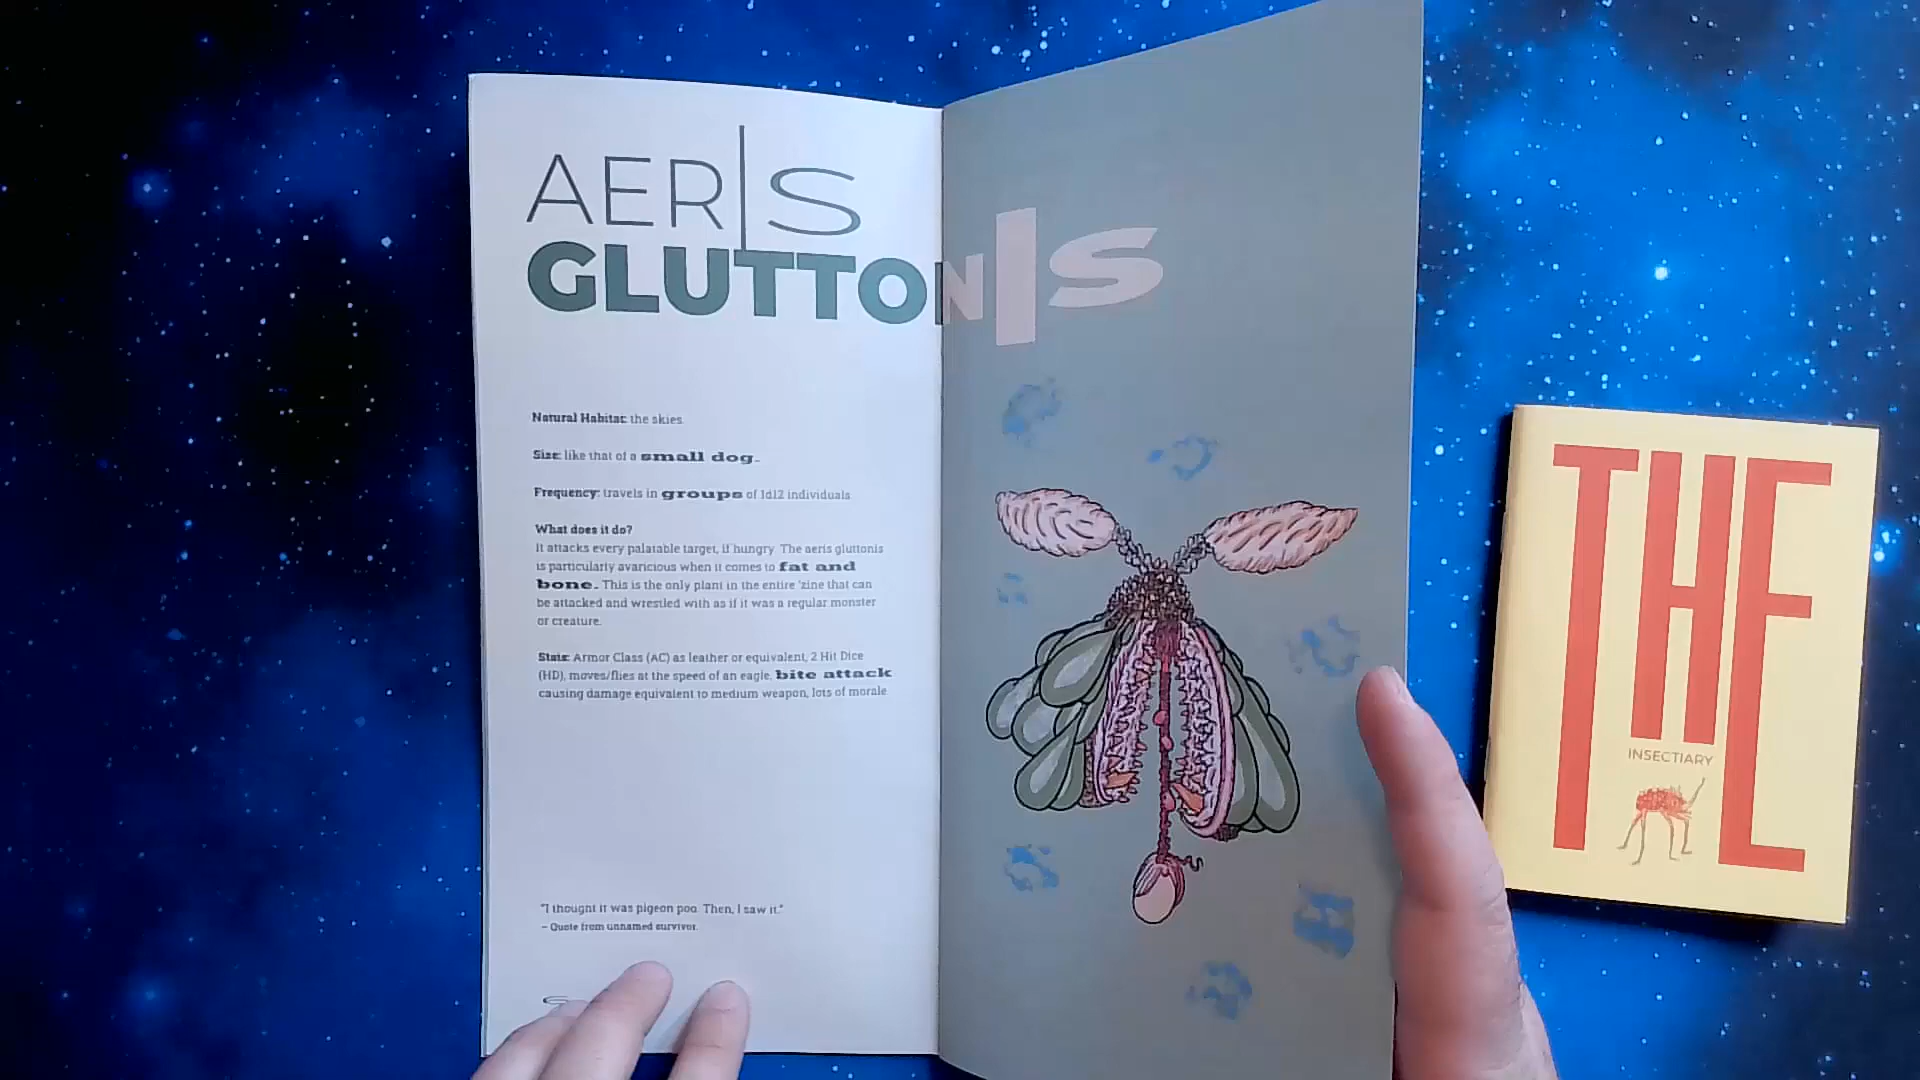 AERIS
GLUTTONIS
Natural Habitat: the skies.
Size: like that of a small dog.
Frequency: travels in groups of 1d12 individuals.
What does it do?
It attacks every palatable target, if hungry. The aeris gluttonis
is particularly avaricious when it comes to fat and
bone. This is the only plant in the entire 'zine that can
be attacked and wrestled with as if it was a regular monster
or creature.
Stats: Armor Class (AC) as leather or equivalent, 2 Hit Dice
(HD), moves/flies at the speed of an eagle, bite attack
causing damage equivalent to medium weapon, lots of morale.
"I thought it was pigeon poo. Then, I saw it."
– Quote from unnamed survivor.
THE
INSECTIARY